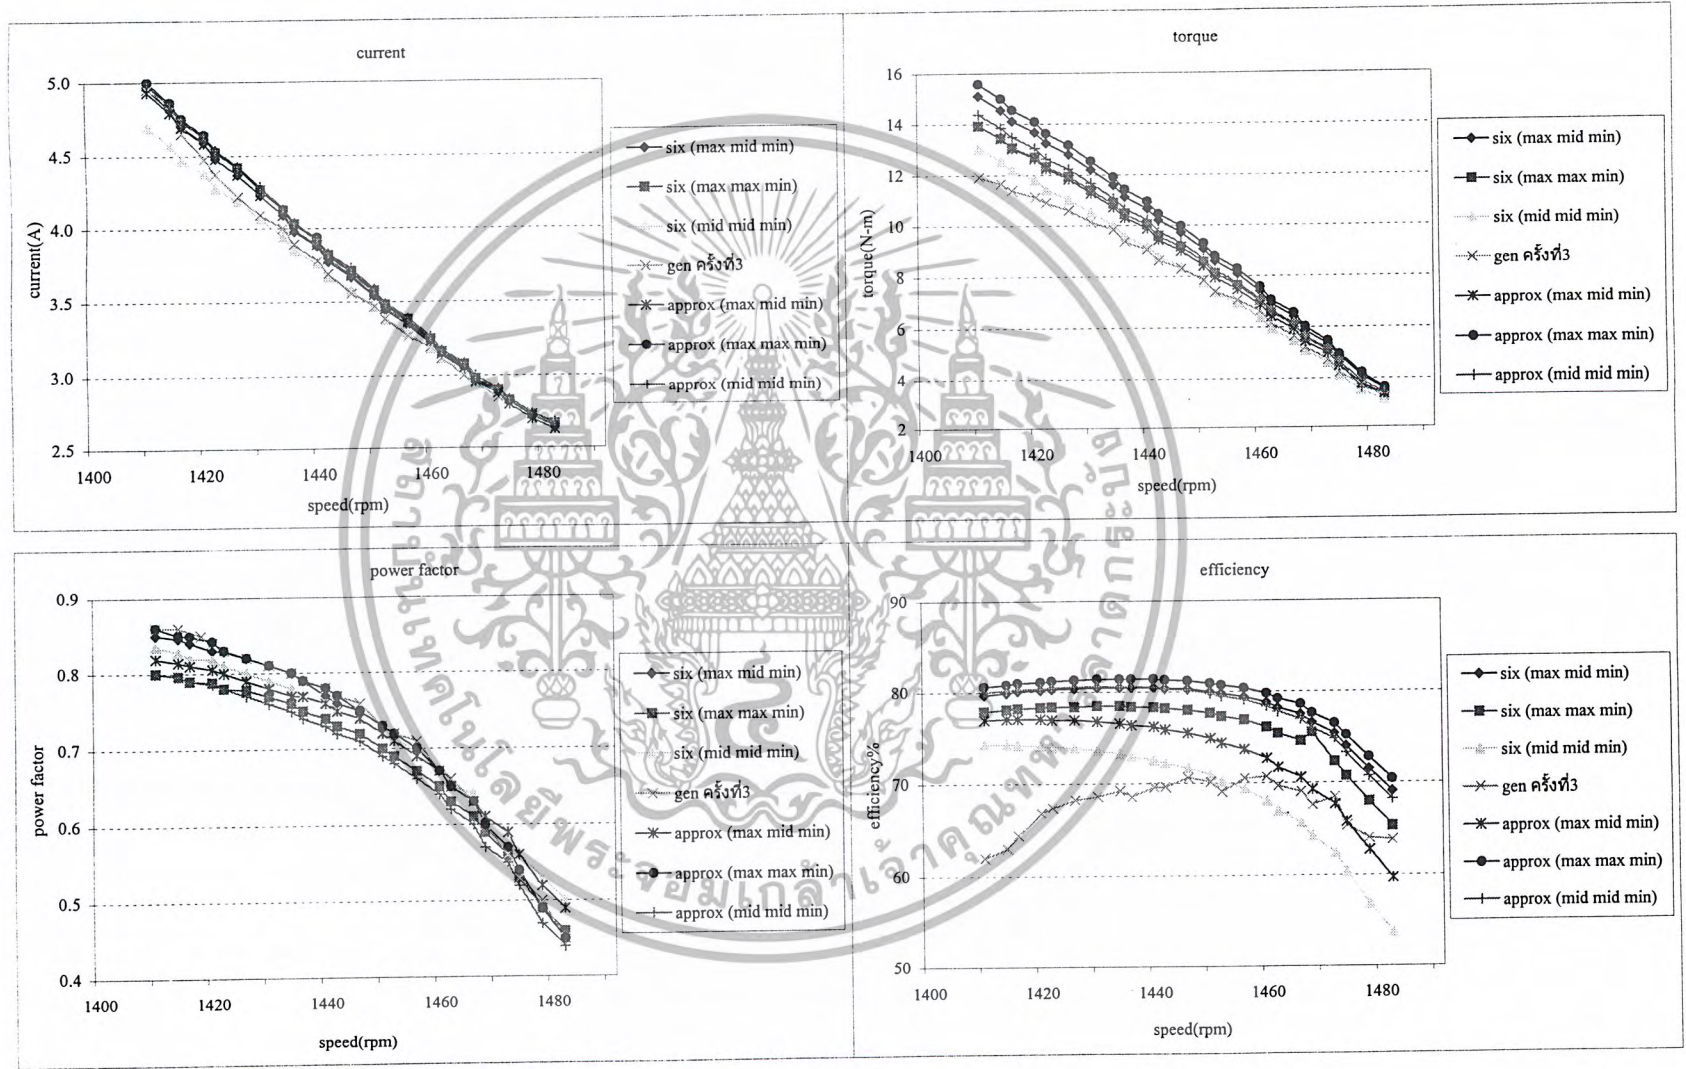 current
5.0
4.5
4.0
3.5
3.0
2.5
current(A)
1400
1420
1440
1460
1480
speed(rpm)
six (max mid min)
six (max max min)
six (mid mid min)
gen ครั้งที่3
approx (max mid min)
approx (max max min)
approx (mid mid min)
torque
16
14
12
10
8
6
4
2
torque(N-m)
1400
1420
1440
1460
1480
speed(rpm)
six (max mid min)
six (max max min)
six (mid mid min)
gen ครั้งที่3
approx (max mid min)
approx (max max min)
approx (mid mid min)
power factor
0.9
0.8
0.7
0.6
0.5
0.4
power factor
1400
1420
1440
1460
1480
speed(rpm)
six (max mid min)
six (max max min)
six (mid mid min)
gen ครั้งที่3
approx (max mid min)
approx (max max min)
approx (mid mid min)
efficiency
90
80
70
60
50
efficiency%
1400
1420
1440
1460
1480
speed(rpm)
six (max mid min)
six (max max min)
six (mid mid min)
gen ครั้งที่3
approx (max mid min)
approx (max max min)
approx (mid mid min)